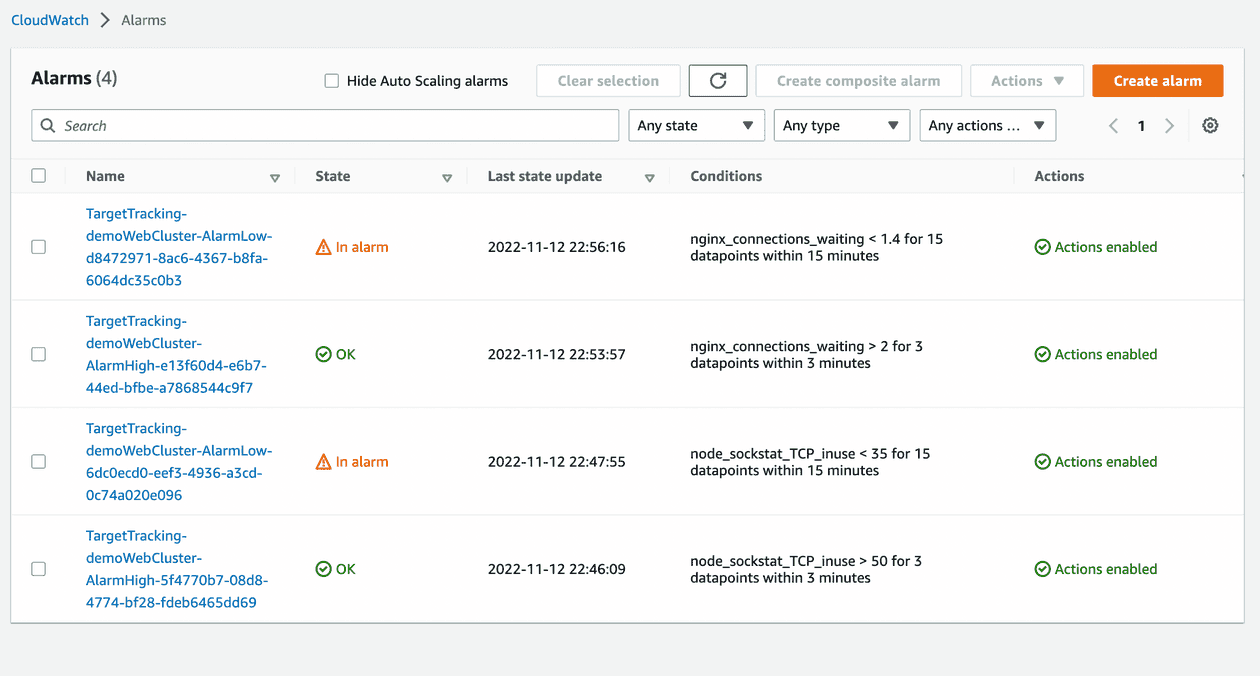 CloudWatch > Alarms
Alarms (4)
Hide Auto Scaling alarms
Clear selection
Create composite alarm
Actions
Create alarm
Search
Any state
Any type
Any actions ...
1
Name
State
Last state update
Conditions
Actions
TargetTracking-
demoWebCluster-AlarmLow-
d8472971-8ac6-4367-b8fa-
6064dc35c0b3
In alarm
2022-11-12 22:56:16
nginx_connections_waiting < 1.4 for 15
datapoints within 15 minutes
Actions enabled
TargetTracking-
demoWebCluster-
AlarmHigh-e13f60d4-e6b7-
44ed-bfbe-a7868544c9f7
OK
2022-11-12 22:53:57
nginx_connections_waiting > 2 for 3
datapoints within 3 minutes
Actions enabled
TargetTracking-
demoWebCluster-AlarmLow-
6dc0ecd0-eef3-4936-a3cd-
0c74a020e096
In alarm
2022-11-12 22:47:55
node_sockstat_TCP_inuse < 35 for 15
datapoints within 15 minutes
Actions enabled
TargetTracking-
demoWebCluster-
AlarmHigh-5f4770b7-08d8-
4774-bf28-fdeb6465dd69
OK
2022-11-12 22:46:09
node_sockstat_TCP_inuse > 50 for 3
datapoints within 3 minutes
Actions enabled